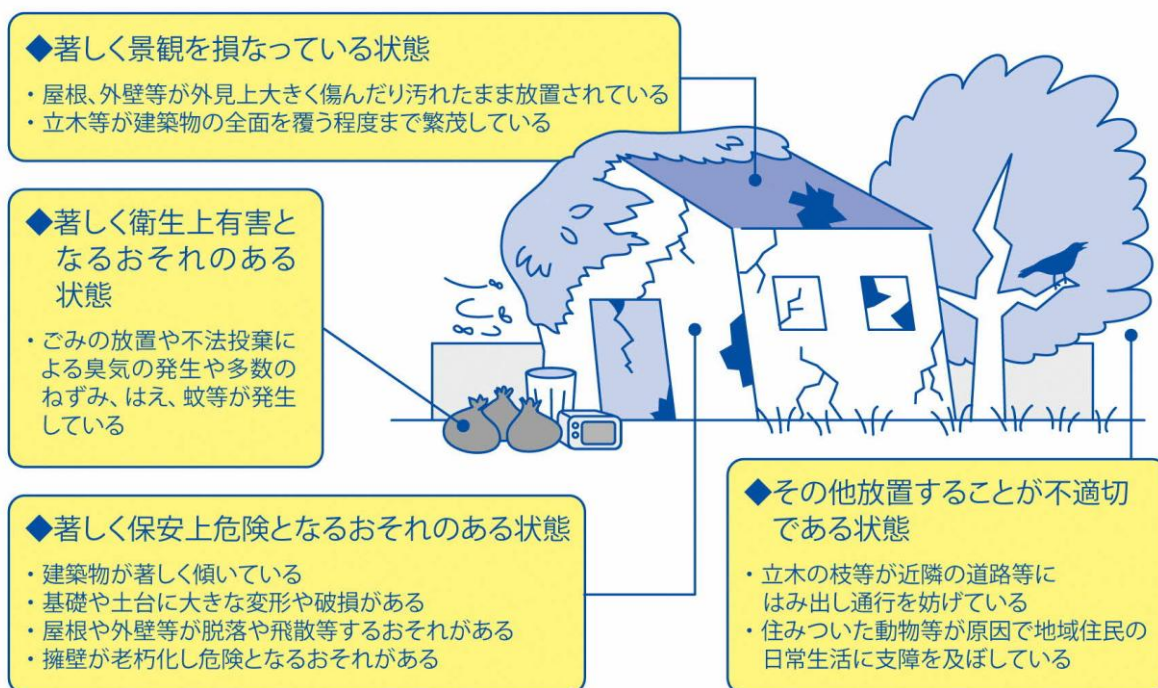 ◆著しく景観を損なっている状態
・屋根、外壁等が外見上大きく傷んだり汚れたまま放置されている
・立木等が建築物の全面を覆う程度まで繁茂している
◆著しく衛生上有害と
なるおそれのある
状態
・ごみの放置や不法投棄に
よる臭気の発生や多数の
ねずみ、はえ、蚊等が発生
している
◆著しく保安上危険となるおそれのある状態
・建築物が著しく傾いている
・基礎や土台に大きな変形や破損がある
・屋根や外壁等が脱落や飛散等するおそれがある
・擁壁が老朽化し危険となるおそれがある
◆その他放置することが不適切
である状態
・立木の枝等が近隣の道路等に
はみ出し通行を妨げている
・住みついた動物等が原因で地域住民の
日常生活に支障を及ぼしている